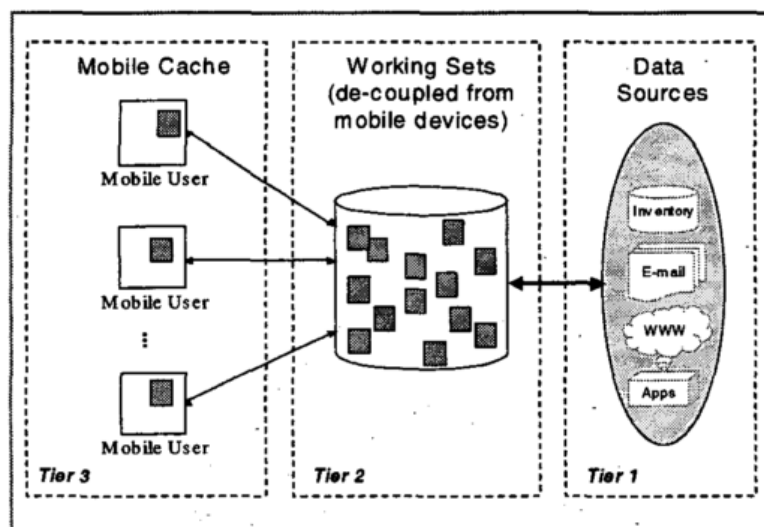 Mobile Cache
Mobile User
Mobile User
Mobile User
Tier 3
Working Sets
(de-coupled from
mobile devices)
Tier 2
Data
Sources
Inventory
E-mail
WWW
Apps
Tier 1